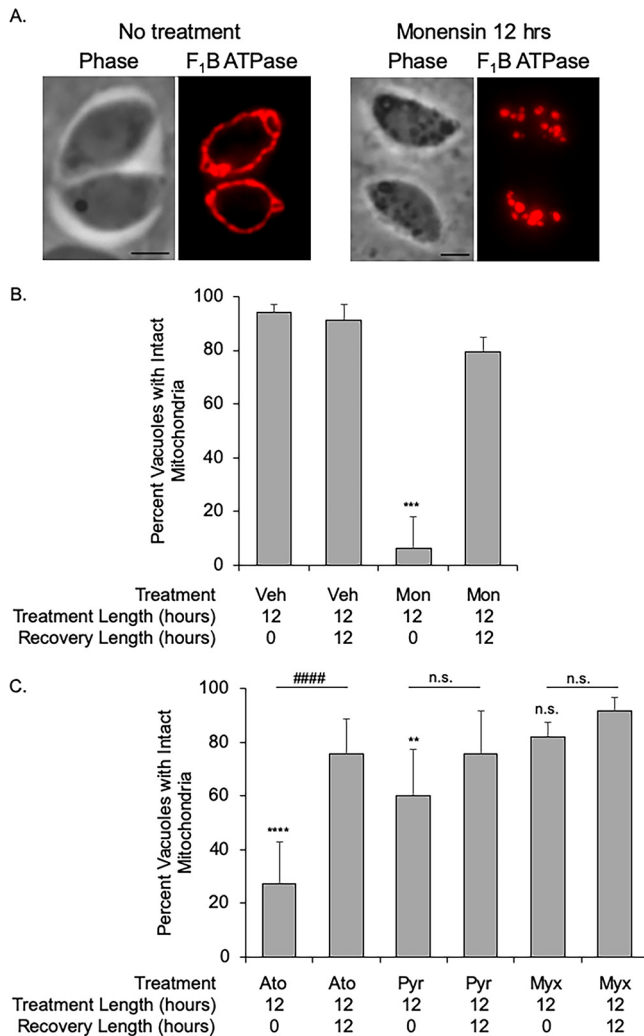 A.
No treatment Monensin 12 hrs
Phase F₁B ATPase Phase F₁B ATPase
B.
Percent Vacuoles with Intact Mitochondria
100
80
60
40
20
0
***
Treatment Veh Veh Mon Mon
Treatment Length (hours) 12 12 12 12
Recovery Length (hours) 0 12 0 12
C.
Percent Vacuoles with Intact Mitochondria
100
80
60
40
20
0
#### n.s. n.s.
**** ** n.s.
Treatment Ato Ato Pyr Pyr Myx Myx
Treatment Length (hours) 12 12 12 12 12 12
Recovery Length (hours) 0 12 0 12 0 12